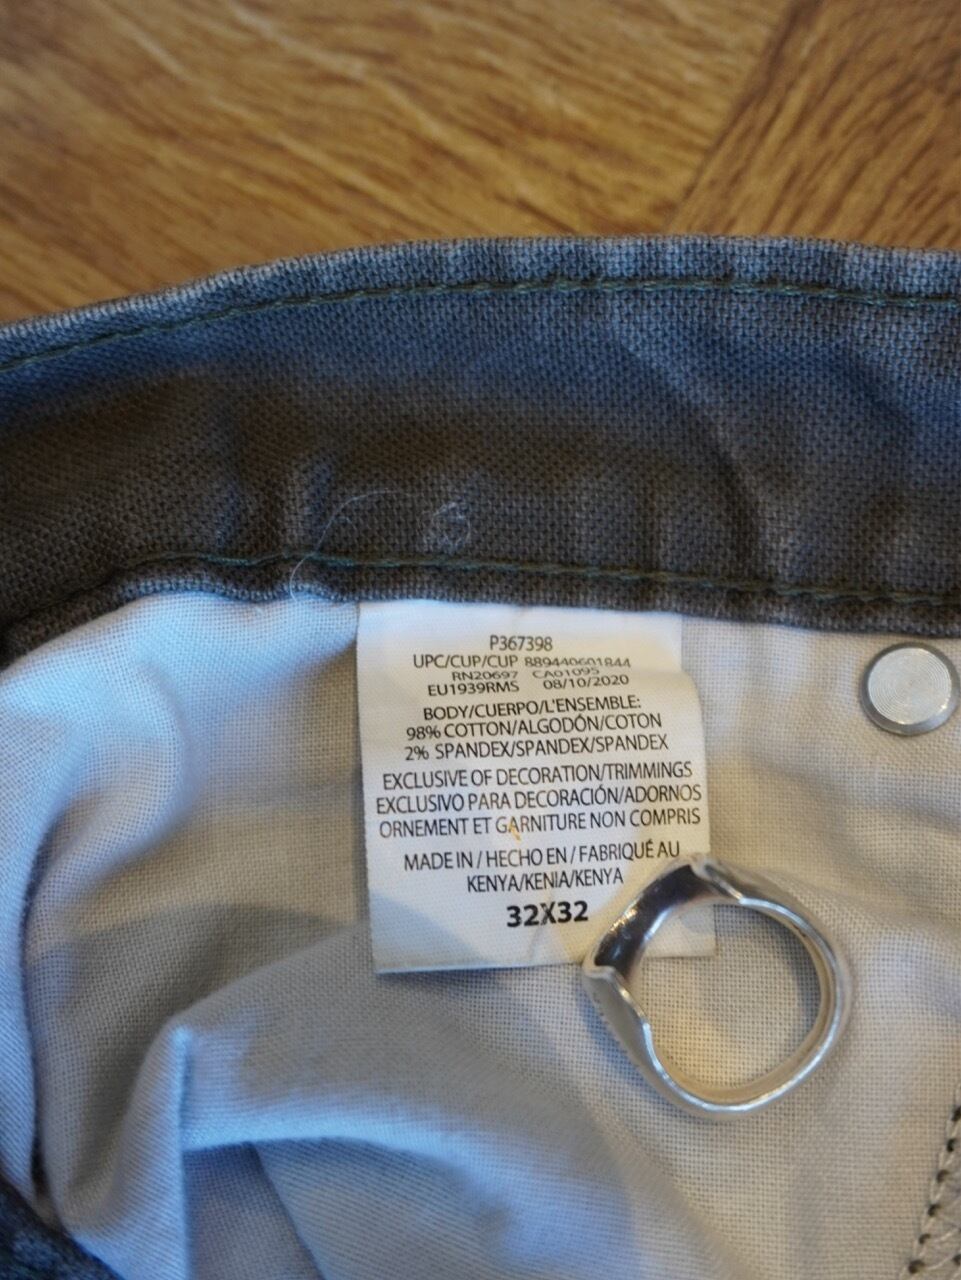 P367398
UPC/CUP/CUP 889440601844
RN20697 CA01095
EU1939RMS 08/10/2020
BODY/CUERPO/L'ENSEMBLE:
98% COTTON/ALGODÓN/COTON
2% SPANDEX/SPANDEX/SPANDEX
EXCLUSIVE OF DECORATION/TRIMMINGS
EXCLUSIVO PARA DECORACIÓN/ADORNOS
ORNEMENT ET GARNITURE NON COMPRIS
MADE IN / HECHO EN / FABRIQUÉ AU
KENYA/KENIA/KENYA
32X32